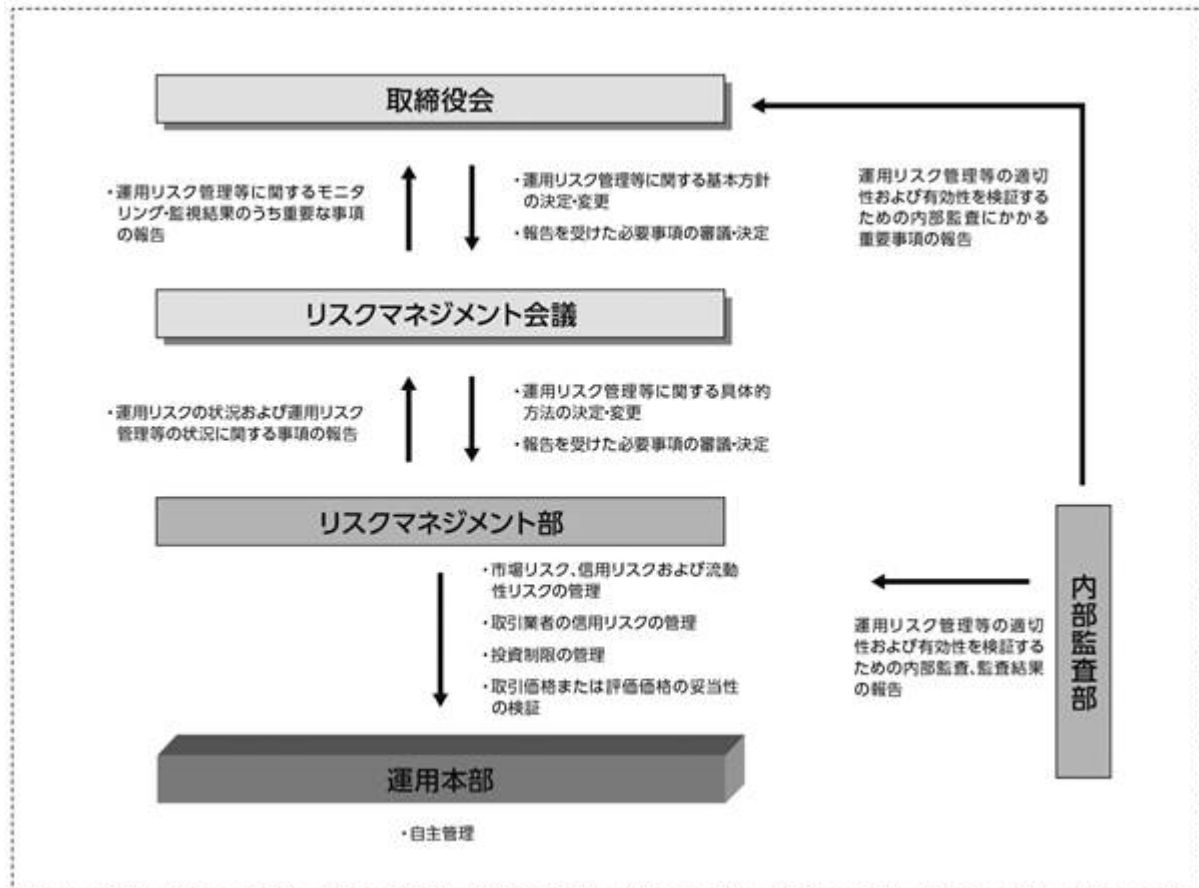 取締役会
・運用リスク管理等に関するモニタ
リング・監視結果のうち重要な事項
の報告
・運用リスク管理等に関する基本方針
の決定・変更
・報告を受けた必要事項の審議・決定
運用リスク管理等の適切
性および有効性を検証する
ための内部監査にかかる
重要事項の報告
リスクマネジメント会議
・運用リスクの状況および運用リスク
管理等の状況に関する事項の報告
・運用リスク管理等に関する具体的
方法の決定・変更
・報告を受けた必要事項の審議・決定
リスクマネジメント部
・市場リスク、信用リスクおよび流動
性リスクの管理
・取引業者の信用リスクの管理
・投資制限の管理
・取引価格または評価価格の妥当性
の検証
運用リスク管理等の適切
性および有効性を検証する
ための内部監査、監査結果
の報告
内部監査部
運用本部
・自主管理